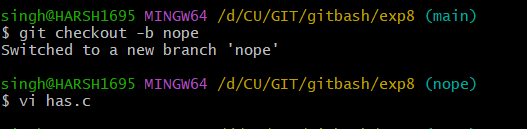 singh@HARSH1695 MINGW64 /d/CU/GIT/gitbash/exp8 (main)
$ git checkout -b nope
Switched to a new branch 'nope'
singh@HARSH1695 MINGW64 /d/CU/GIT/gitbash/exp8 (nope)
$ vi has.c